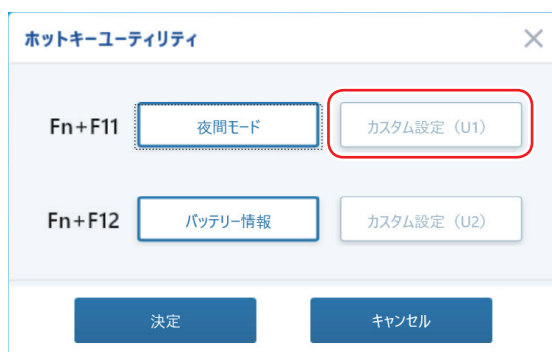 ホットキーユーティリティ
Fn+F11 夜間モード カスタム設定（U1）
Fn+F12 バッテリー情報 カスタム設定（U2）
決定 キャンセル